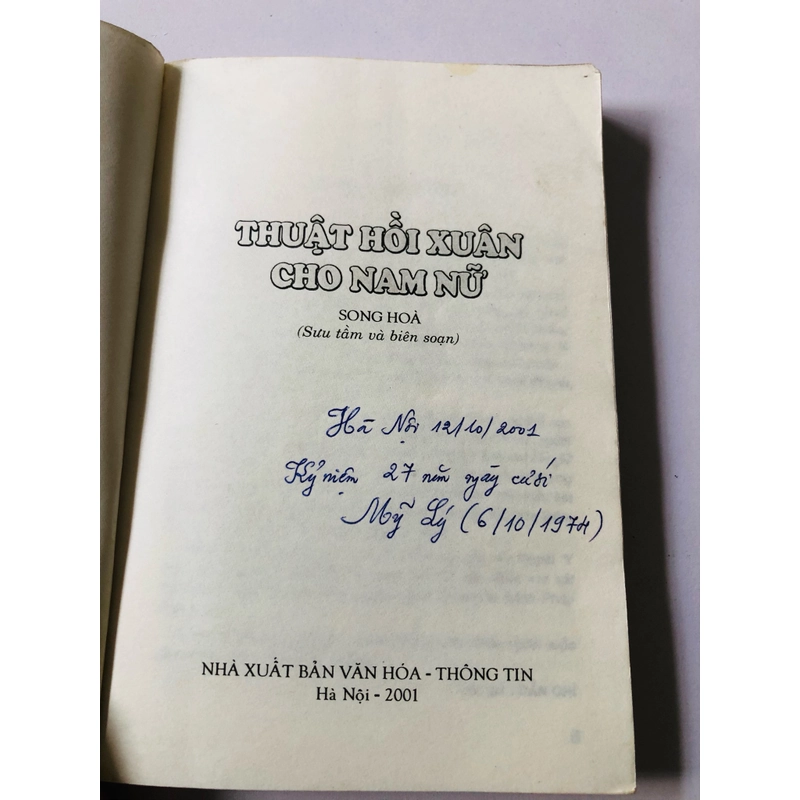 THUẬT HỒI XUÂN
CHO NAM NỮ
SONG HOÀ
(Sưu tầm và biên soạn)
Hà Nội 12/10/2001
Kỷ niệm 27 năm ngày cưới
Mỹ Lý (6/10/1974)
NHÀ XUẤT BẢN VĂN HÓA - THÔNG TIN
Hà Nội - 2001